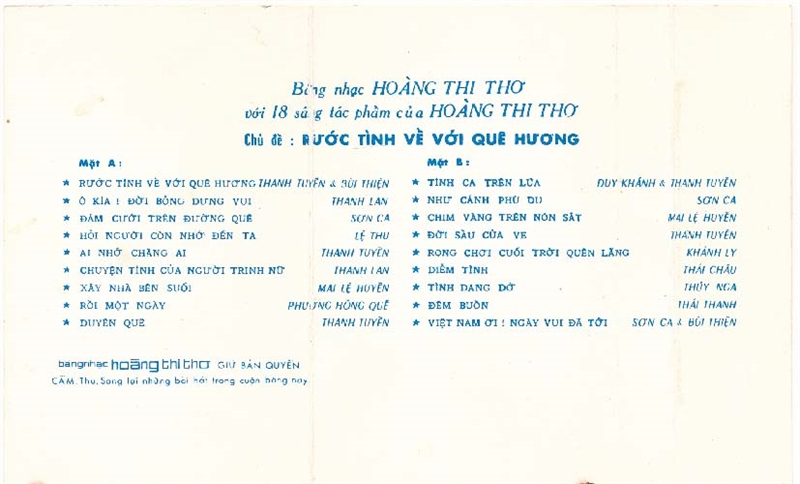 Băng nhạc HOÀNG THI THƠ
với 18 sáng tác phẩm của HOÀNG THI THƠ
Chủ đề : RƯỚC TÌNH VỀ VỚI QUÊ HƯƠNG
Mặt A :
* RƯỚC TÌNH VỀ VỚI QUÊ HƯƠNG THANH TUYỀN & BÙI THIỆN
* Ô KÌA ! ĐỜI BỖNG DƯNG VUI THANH LAN
* ĐÁM CƯỚI TRÊN ĐƯỜNG QUÊ SƠN CA
* HỎI NGƯỜI CÒN NHỚ ĐẾN TA LỆ THU
* AI NHỚ CHĂNG AI THANH TUYỀN
* CHUYỆN TÌNH CỦA NGƯỜI TRINH NỮ THANH LAN
* XÂY NHÀ BÊN SUỐI MAI LỆ HUYỀN
* RỒI MỘT NGÀY PHƯƠNG HỒNG QUẾ
* DUYÊN QUÊ THANH TUYỀN
Mặt B :
* TÌNH CA TRÊN LÚA DUY KHÁNH & THANH TUYỀN
* NHƯ CÁNH PHÙ DU SƠN CA
* CHIM VÀNG TRÊN NÓN SẮT MAI LỆ HUYỀN
* ĐỜI SẦU CỦA VE THANH TUYỀN
* RONG CHƠI CUỐI TRỜI QUÊN LÃNG KHÁNH LY
* DIỄM TÌNH THÁI CHÂU
* TÌNH DANG DỞ THÚY NGA
* ĐÊM BUỒN THÁI THANH
* VIỆT NAM ƠI ! NGÀY VUI ĐÃ TỚI SƠN CA & BÙI THIỆN
bangnhạc hoàng thi thơ GIỮ BẢN QUYỀN
CẤM. Thu, Sang lại những bài hát trong cuộn băng này